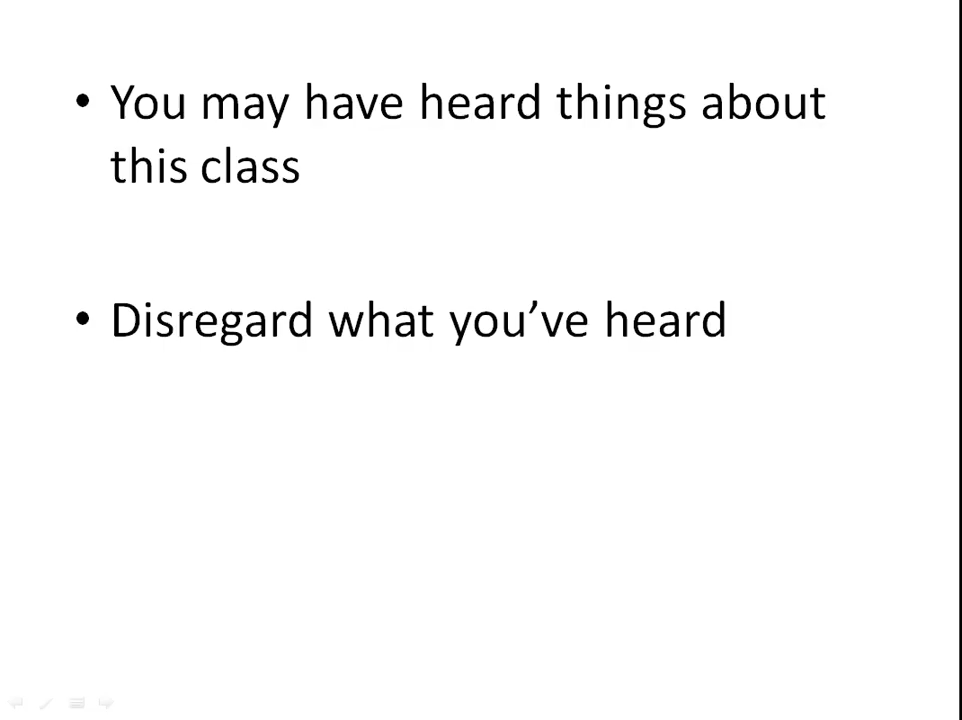 • You may have heard things about
this class
• Disregard what you’ve heard